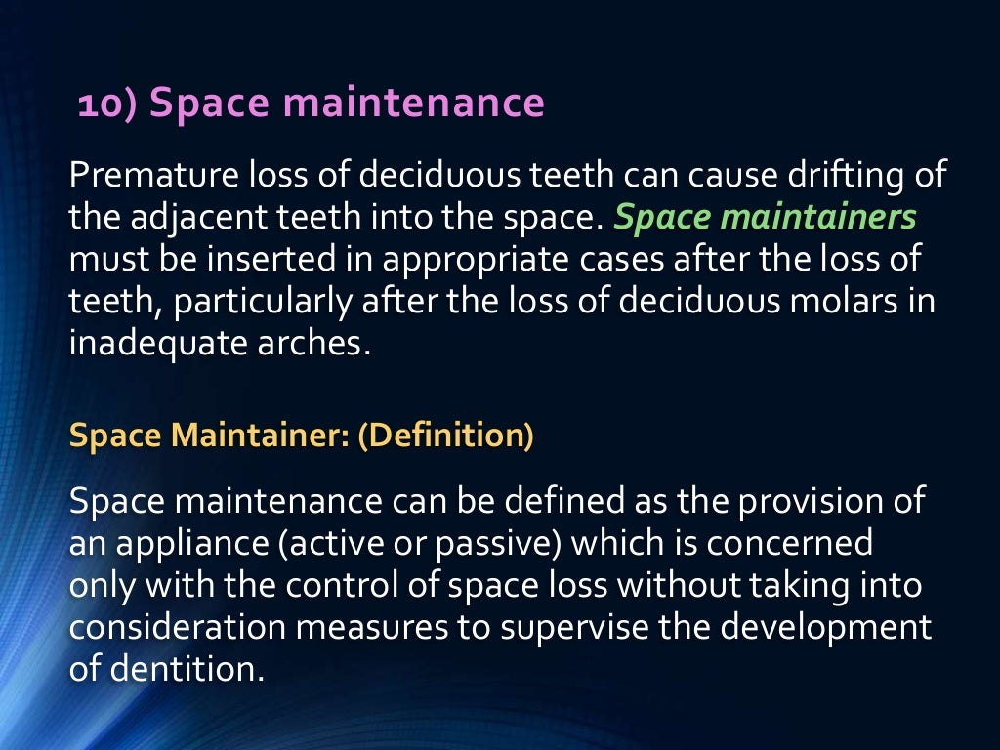 10) Space maintenance
Premature loss of deciduous teeth can cause drifting of
the adjacent teeth into the space. Space maintainers
must be inserted in appropriate cases after the loss of
teeth, particularly after the loss of deciduous molars in
inadequate arches.
Space Maintainer: (Definition)
Space maintenance can be defined as the provision of
an appliance (active or passive) which is concerned
only with the control of space loss without taking into
consideration measures to supervise the development
of dentition.